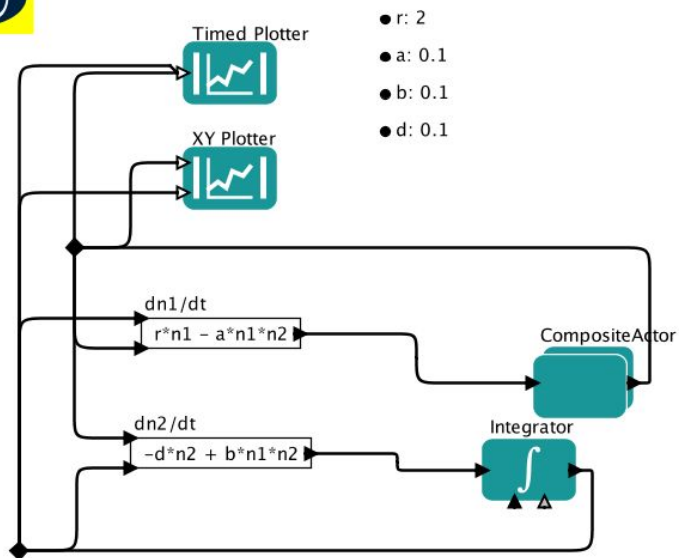 Timed Plotter
r: 2
a: 0.1
b: 0.1
XY Plotter
d: 0.1
dn1/dt
r*n1 - a*n1*n2
CompositeActor
dn2/dt
Integrator
-d*n2 + b*n1*n2
∫